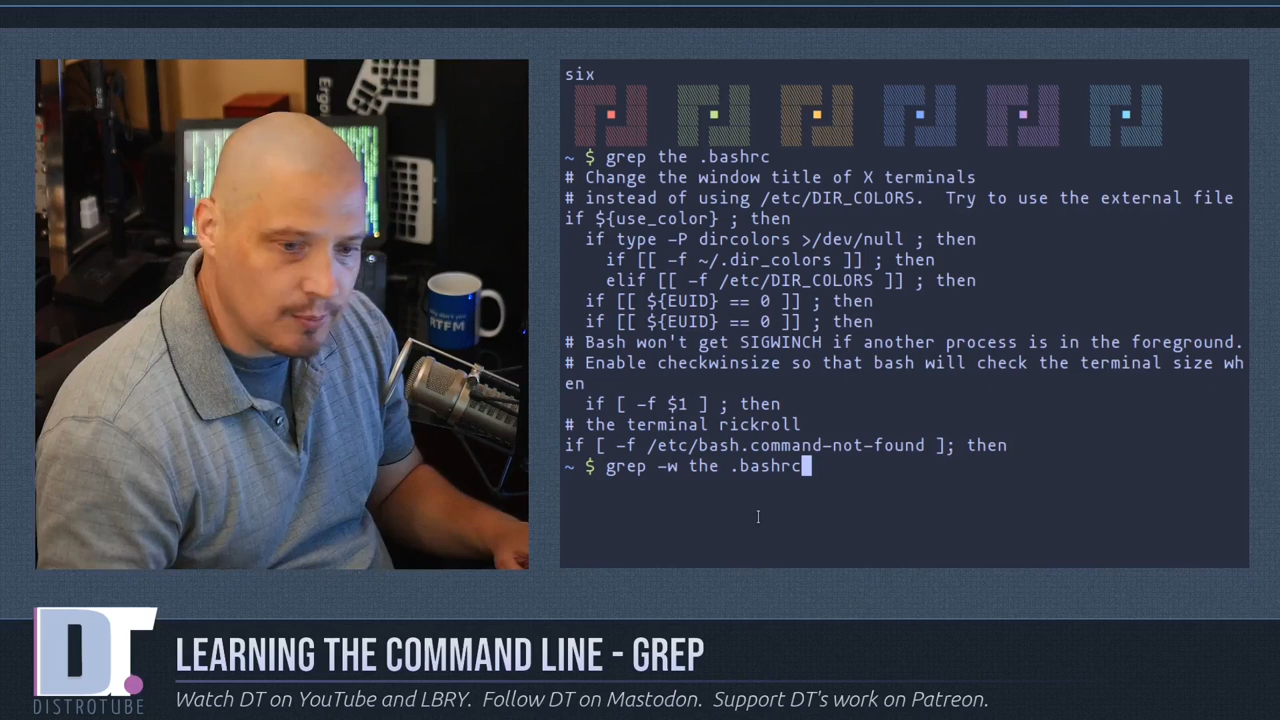 six
~ $ grep the .bashrc
# Change the window title of X terminals
# instead of using /etc/DIR_COLORS.  Try to use the external file
if ${use_color} ; then
  if type -P dircolors >/dev/null ; then
    if [[ -f ~/.dir_colors ]] ; then
    elif [[ -f /etc/DIR_COLORS ]] ; then
  if [[ ${EUID} == 0 ]] ; then
  if [[ ${EUID} == 0 ]] ; then
# Bash won't get SIGWINCH if another process is in the foreground.
# Enable checkwinsize so that bash will check the terminal size wh
en
  if [ -f $1 ] ; then
# the terminal rickroll
if [ -f /etc/bash.command-not-found ]; then
~ $ grep -w the .bashrc
Ergo
RTFM
DT
DISTROTUBE
LEARNING THE COMMAND LINE - GREP
Watch DT on YouTube and LBRY.  Follow DT on Mastodon.  Support DT's work on Patreon.